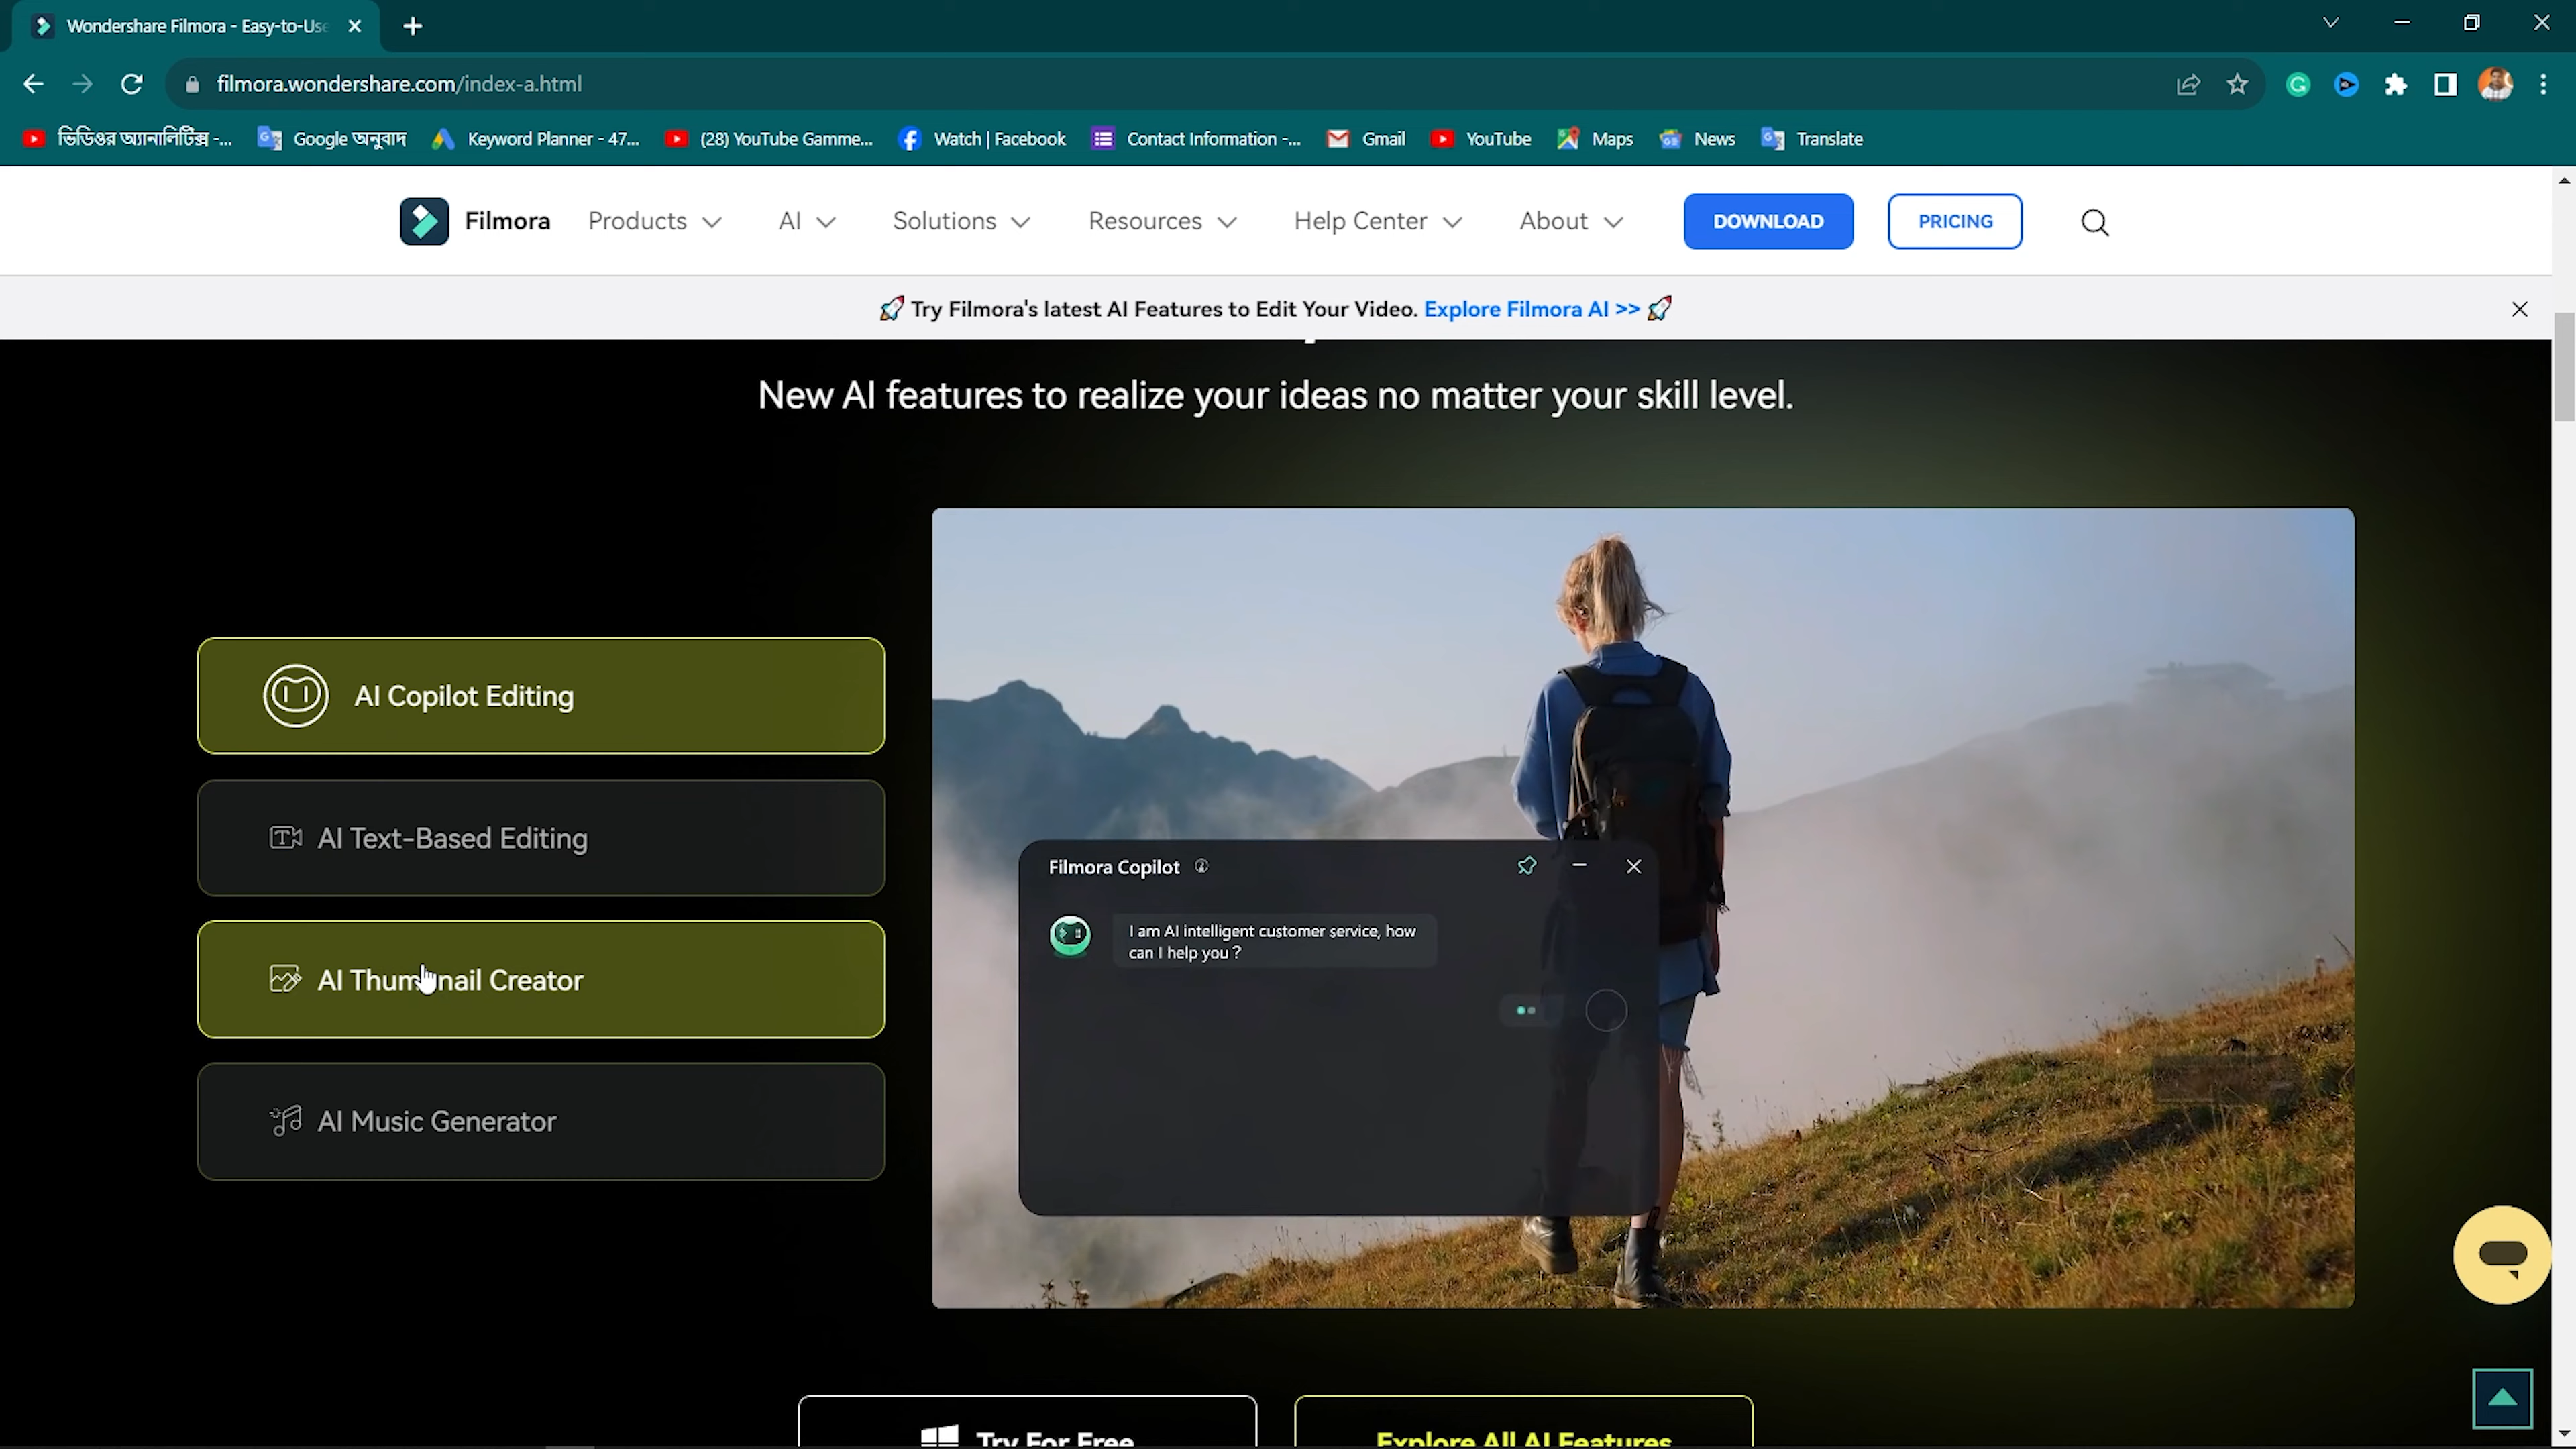 Wondershare Filmora - Easy-to-Use
filmora.wondershare.com/index-a.html
ভিডিওর অ্যানালিটিক্স -...
Google অনুবাদ
Keyword Planner - 47...
(28) YouTube Gamme...
Watch | Facebook
Contact Information -...
Gmail
YouTube
Maps
News
Translate
Filmora
Products
AI
Solutions
Resources
Help Center
About
DOWNLOAD
PRICING
Try Filmora's latest AI Features to Edit Your Video. Explore Filmora AI >>
New AI features to realize your ideas no matter your skill level.
AI Copilot Editing
AI Text-Based Editing
AI Thumbnail Creator
AI Music Generator
Filmora Copilot
I am AI intelligent customer service, how
can I help you ?
Try For Free
Explore All AI Features